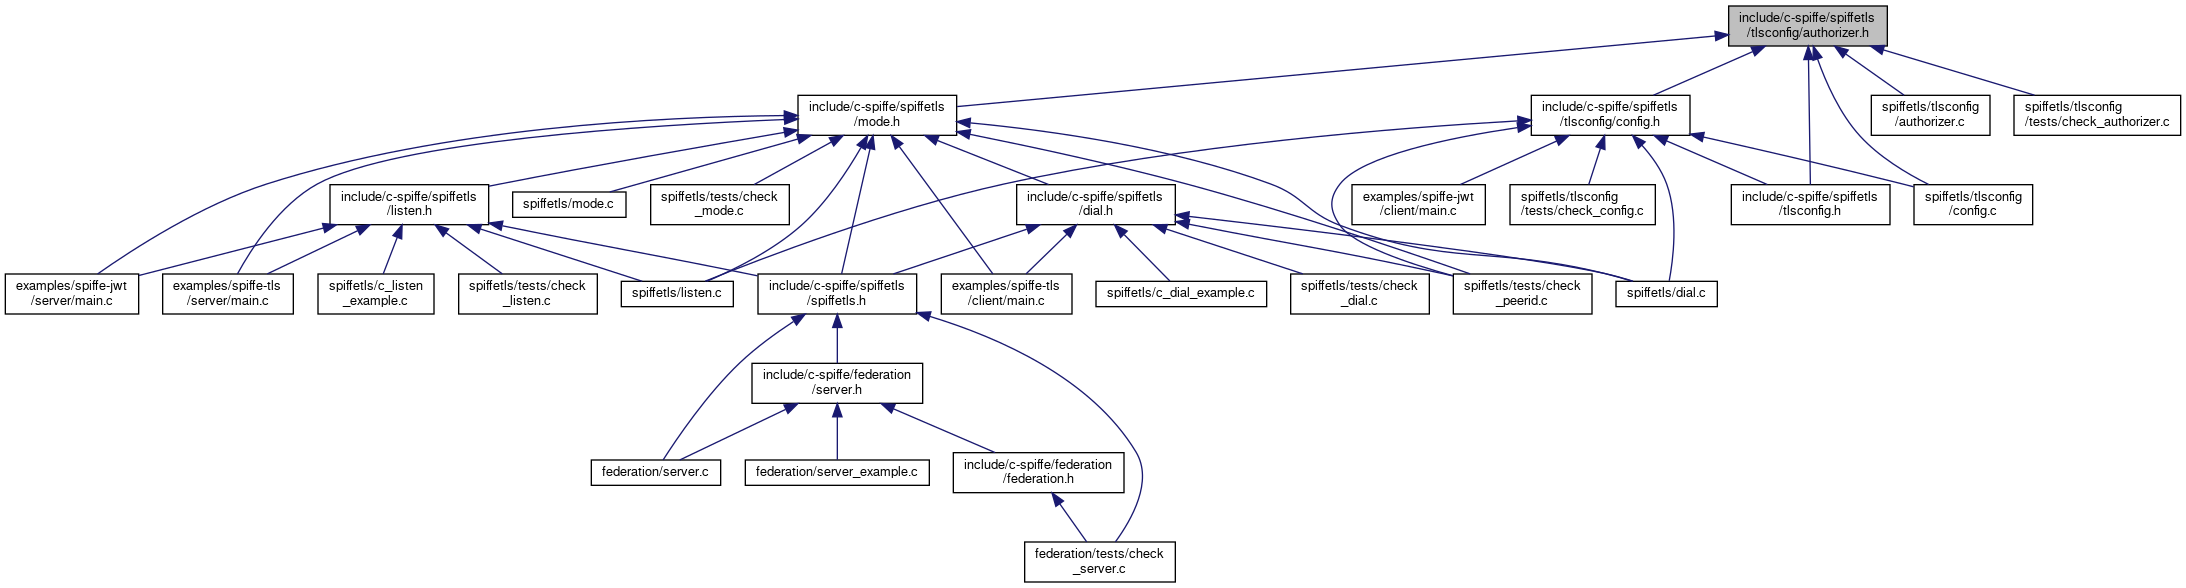 include/c-spiffe/spiffetls
/tlsconfig/authorizer.h
include/c-spiffe/spiffetls
/mode.h
include/c-spiffe/spiffetls
/tlsconfig/config.h
spiffetls/tlsconfig
/authorizer.c
spiffetls/tlsconfig
/tests/check_authorizer.c
include/c-spiffe/spiffetls
/listen.h
spiffetls/mode.c
spiffetls/tests/check
_mode.c
include/c-spiffe/spiffetls
/dial.h
examples/spiffe-jwt
/client/main.c
spiffetls/tlsconfig
/tests/check_config.c
include/c-spiffe/spiffetls
/tlsconfig.h
spiffetls/tlsconfig
/config.c
examples/spiffe-jwt
/server/main.c
examples/spiffe-tls
/server/main.c
spiffetls/c_listen
_example.c
spiffetls/tests/check
_listen.c
spiffetls/listen.c
include/c-spiffe/spiffetls
/spiffetls.h
examples/spiffe-tls
/client/main.c
spiffetls/c_dial_example.c
spiffetls/tests/check
_dial.c
spiffetls/tests/check
_peerid.c
spiffetls/dial.c
include/c-spiffe/federation
/server.h
federation/server.c
federation/server_example.c
include/c-spiffe/federation
/federation.h
federation/tests/check
_server.c